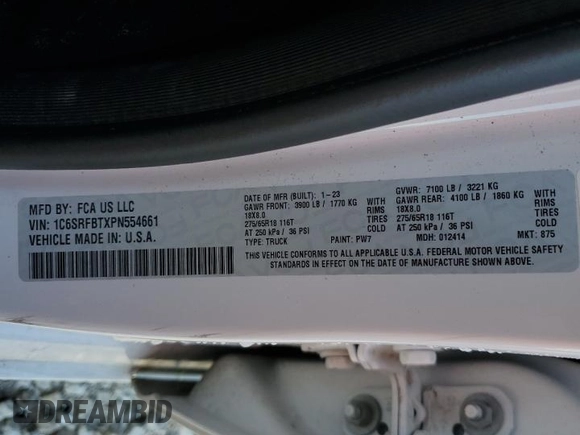 MFD BY: FCA US LLC
VIN: 1C6SRFBTXPN554661
VEHICLE MADE IN: U.S.A.
DATE OF MFR (BUILT): 1-23
GAWR FRONT: 3900 LB / 1770 KG
18X8.0 RIMS
275/65R18 116T TIRES
AT 250 kPa / 36 PSI COLD
TYPE: TRUCK PAINT: PW7
GVWR: 7100 LB / 3221 KG
GAWR REAR: 4100 LB / 1860 KG
18X8.0 RIMS
275/65R18 116T TIRES
AT 250 kPa / 36 PSI COLD
MDH: 012414 MKT: 875
THIS VEHICLE CONFORMS TO ALL APPLICABLE U.S.A. FEDERAL MOTOR VEHICLE SAFETY
STANDARDS IN EFFECT ON THE DATE OF MANUFACTURE SHOWN ABOVE.
DREAMBID